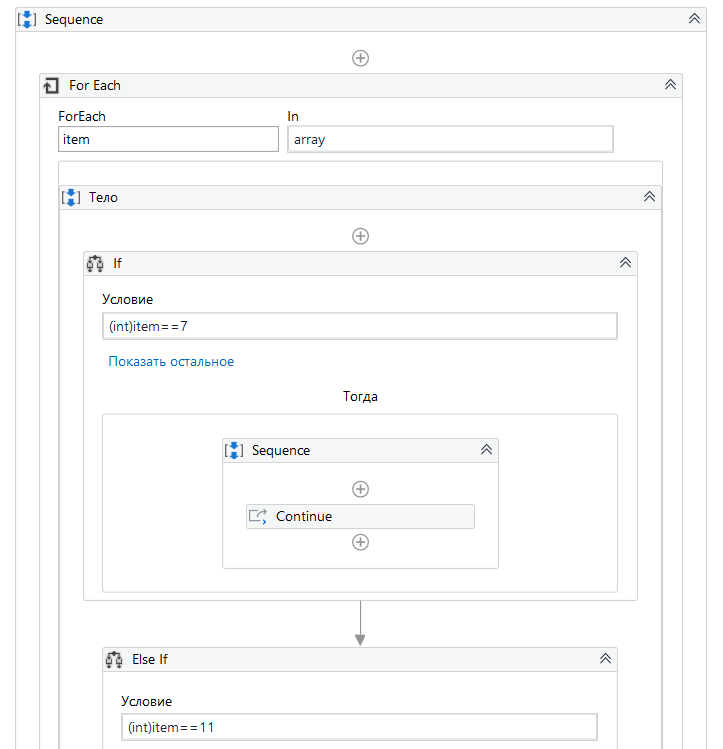 Sequence
For Each
ForEach In
item array
Тело
If
Условие
(int)item==7
Показать остальное
Тогда
Sequence
Continue
Else If
Условие
(int)item==11